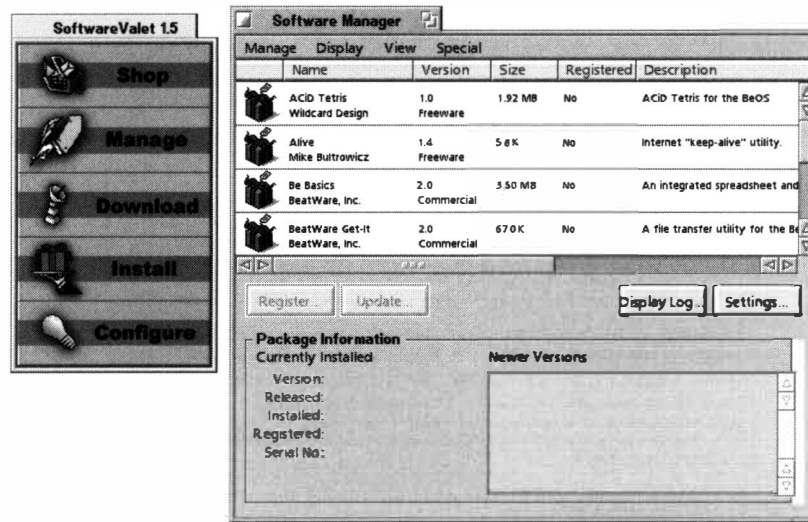 SoftwareValet 1.5
Shop
Manage
Download
Install
Configure
Software Manager
Manage Display View Special
Name Version Size Registered Description
ACiD Tetris 1.0 1.92 MB No ACiD Tetris for the BeOS
Wildcard Design Freeware
Alive 1.4 58K No Internet "keep-alive" utility.
Mike Bultrowicz Freeware
Be Basics 2.0 3.50 MB No An integrated spreadsheet and
BeatWare, Inc. Commercial
BeatWare Get-It 2.0 670K No A file transfer utility for the Be
BeatWare, Inc. Commercial
Register... Update... Display Log... Settings...
Package Information
Currently Installed Newer Versions
Version:
Released:
Installed:
Registered:
Serial No: